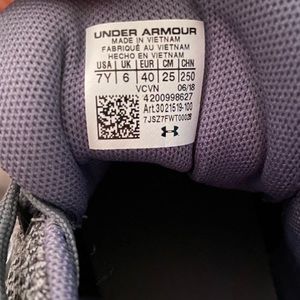 UNDER ARMOUR
MADE IN VIETNAM
FABRIQUÉ AU VIETNAM
HECHO EN VIETNAM
USA UK EUR CM CHN
7Y 6 40 25 250
VCVN 06/18
4200998627
Art.3021519-100
7JSZ7FWT00028